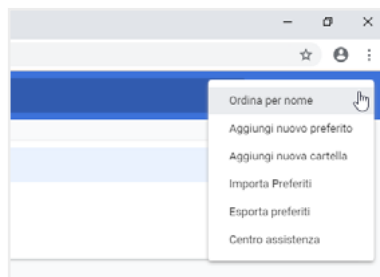 Ordina per nome
Aggiungi nuovo preferito
Aggiungi nuova cartella
Importa Preferiti
Esporta preferiti
Centro assistenza